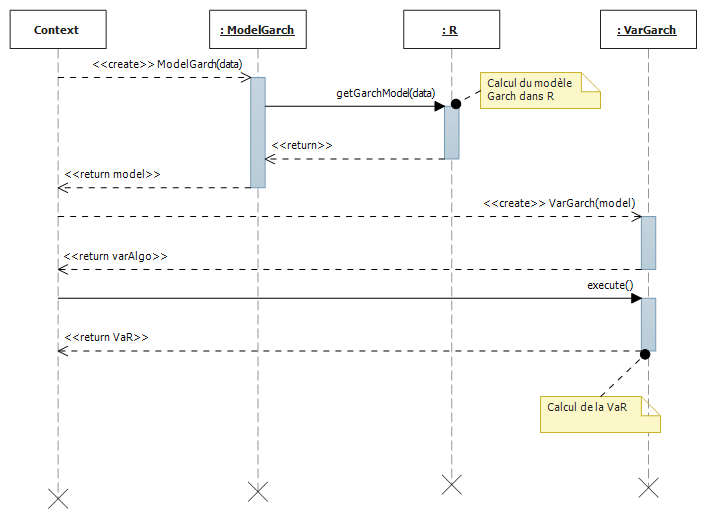 Context
: ModelGarch
: R
: VarGarch
<<create>> ModelGarh(data)
Calcul du modèle
Garch dans R
getGarchModel(data)
<<return>>
<<return model>>
<<create>> VarGarch(model)
<<return varAlgo>>
execute()
<<return VaR>>
Calcul de la VaR